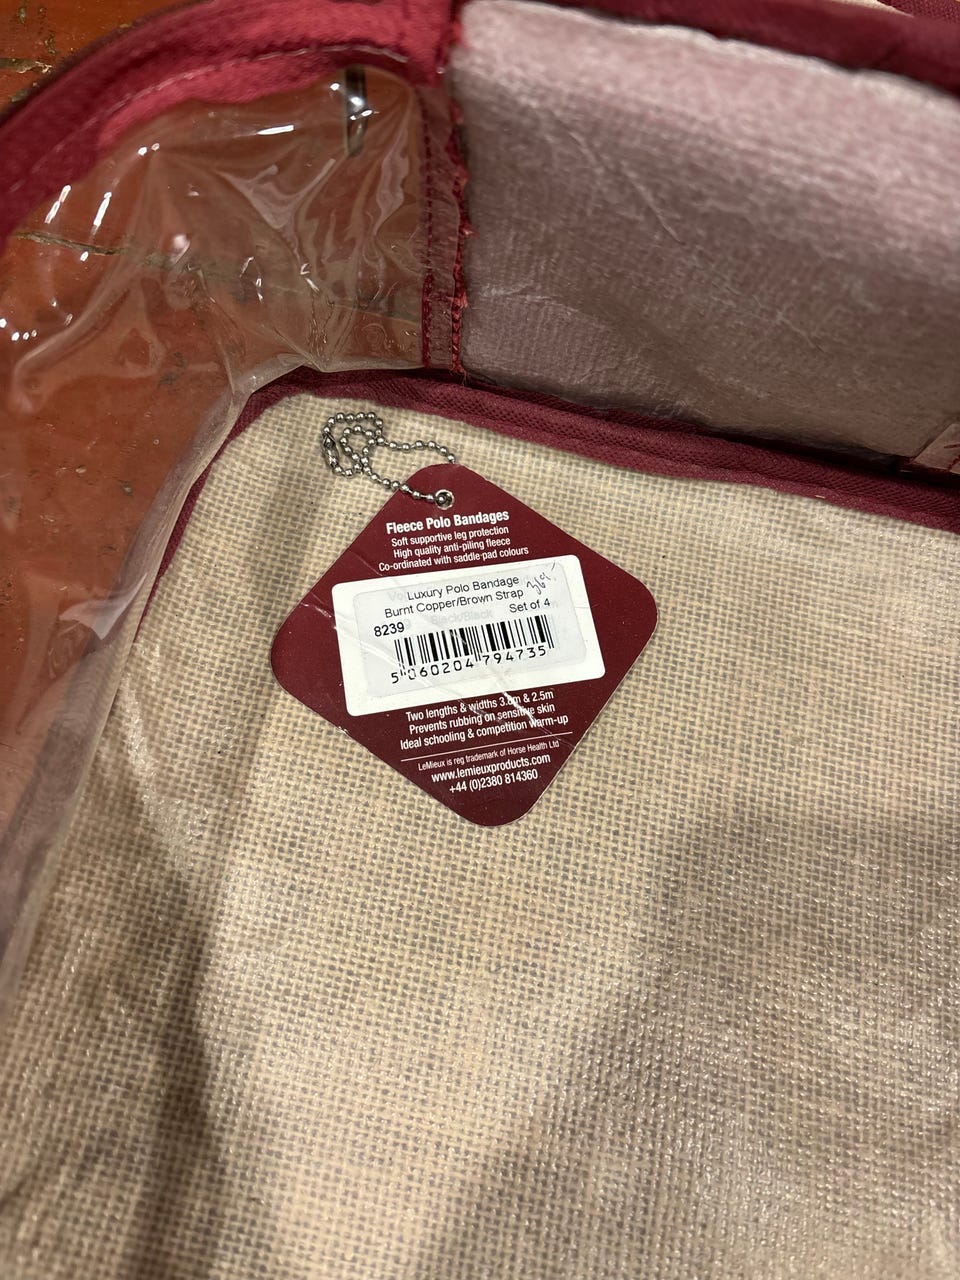 Fleece Polo Bandages
Soft supportive leg protection
High quality anti-piling fleece
Co-ordinated with saddle-pad colours
Luxury Polo Bandage
369,-
Burnt Copper/Brown Strap
8239
Set of 4
5 060204 794735
Two lengths & widths 3.8m & 2.5m
Prevents rubbing on sensitive skin
Ideal schooling & competition warm-up
LeMieux is reg trademark of Horse Health Ltd
www.lemieuxproducts.com
+44 (0)2380 814360